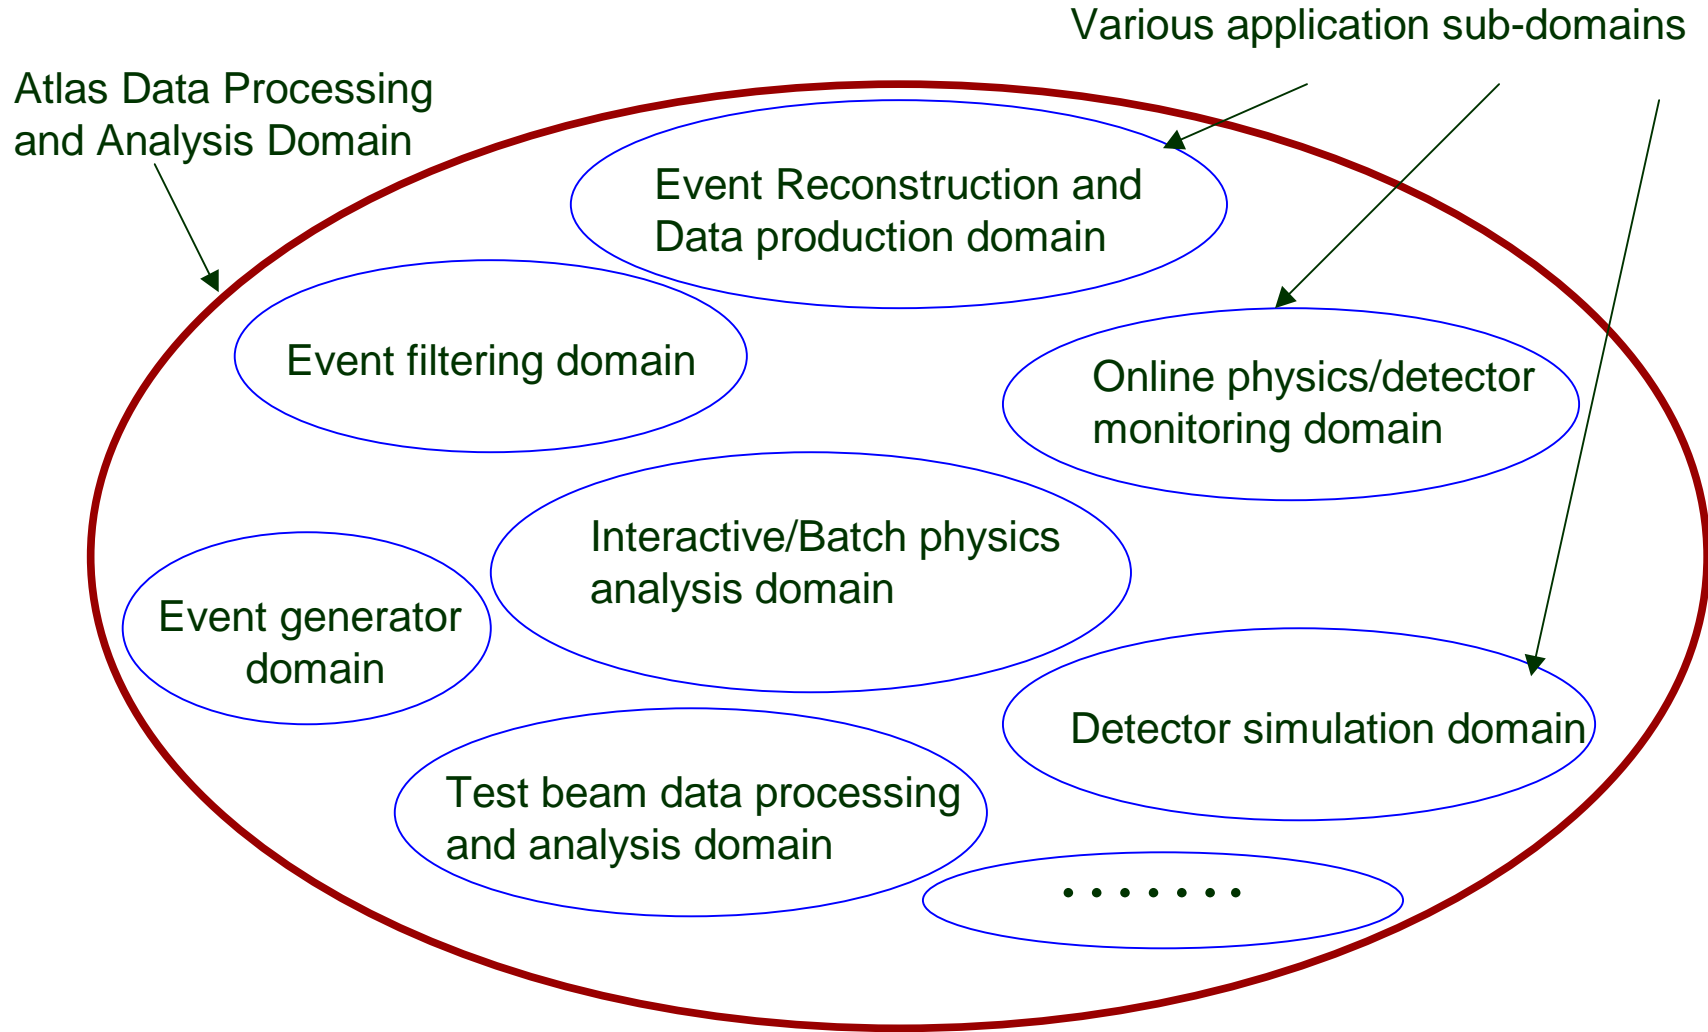 Various application sub-domains
Atlas Data Processing
and Analysis Domain
Event Reconstruction and
Data production domain
Event filtering domain
Online physics/detector
monitoring domain
Interactive/Batch physics
analysis domain
Event generator
domain
Detector simulation domain
Test beam data processing
and analysis domain
.......